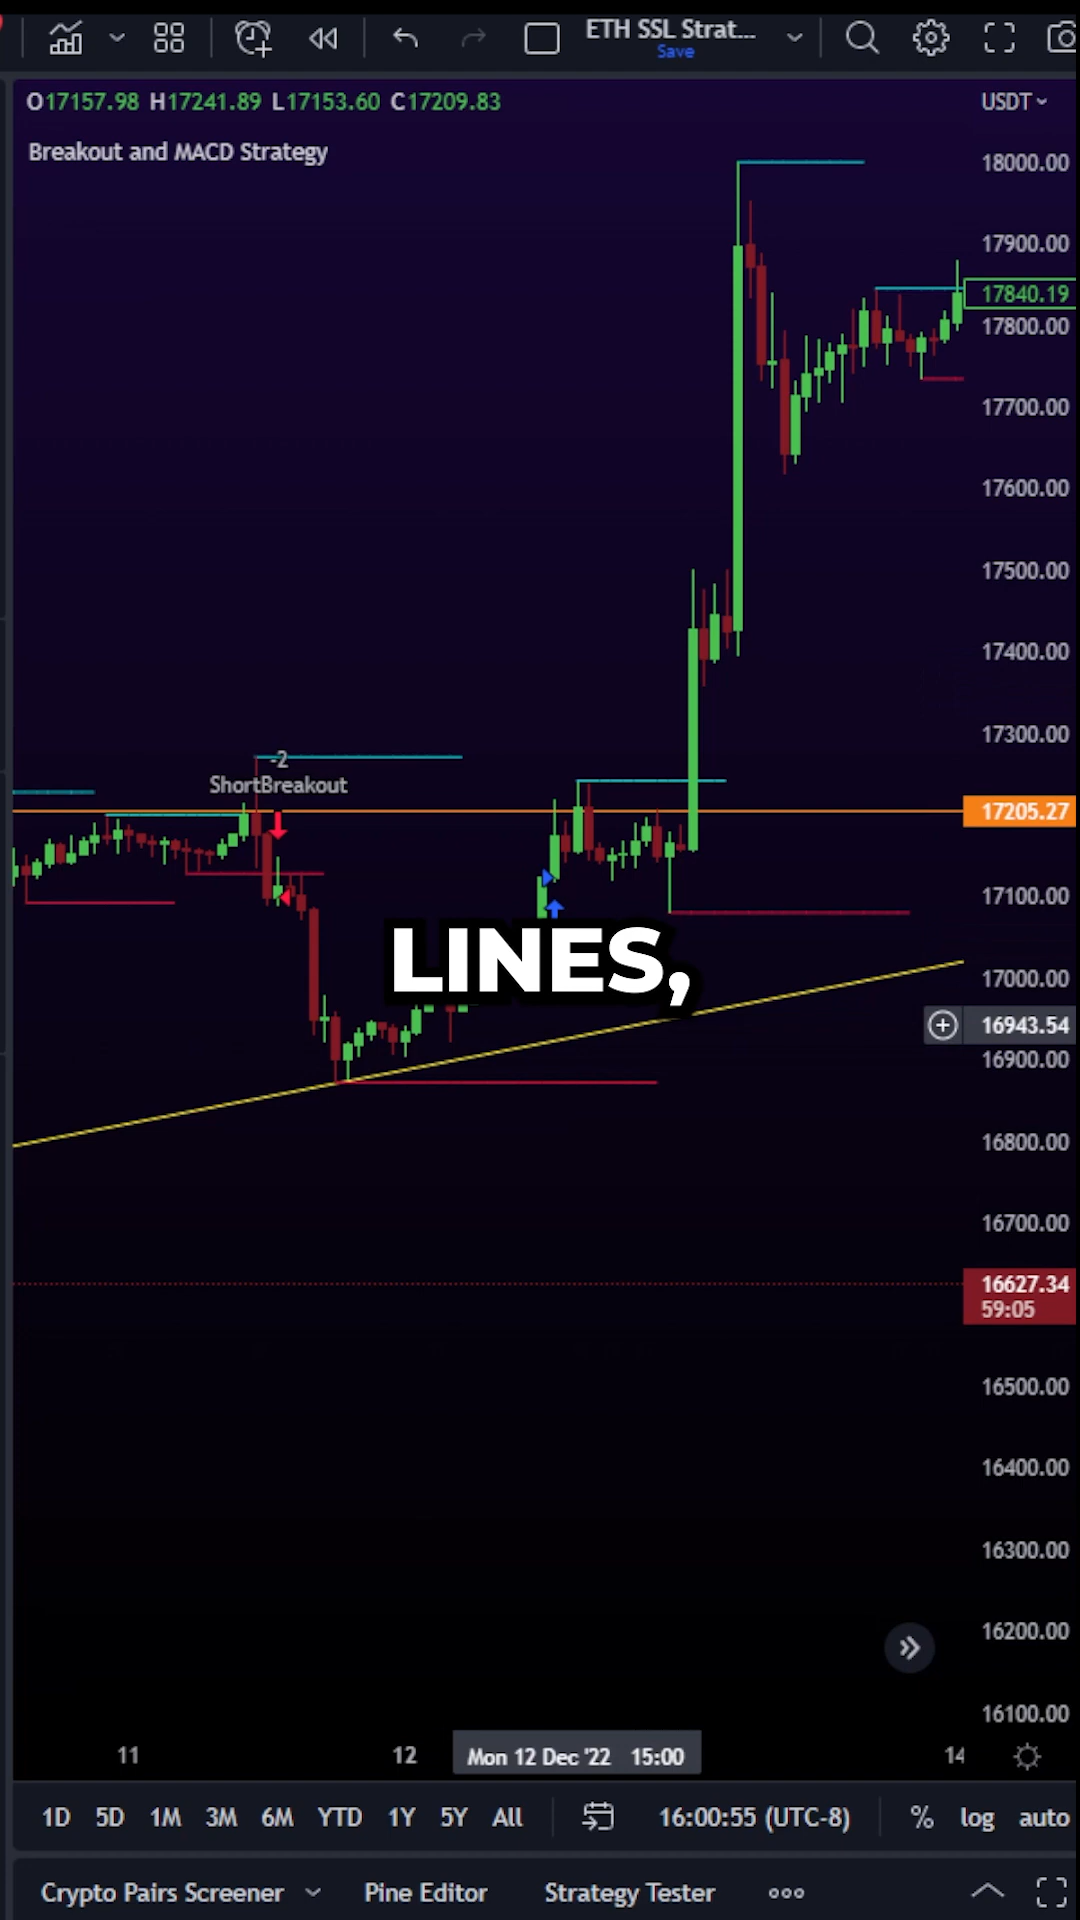 ETH SSL Strat...
Save
O17157.98 H17241.89 L17153.60 C17209.83
USDT
Breakout and MACD Strategy
18000.00
17900.00
17840.19
17800.00
17700.00
17600.00
17500.00
17400.00
17300.00
-2
ShortBreakout
17205.27
17100.00
LINES,
17000.00
16943.54
16900.00
16800.00
16700.00
16627.34
59:05
16500.00
16400.00
16300.00
16200.00
16100.00
11 12 Mon 12 Dec '22 15:00 14
1D 5D 1M 3M 6M YTD 1Y 5Y All 16:00:55 (UTC-8) % log auto
Crypto Pairs Screener Pine Editor Strategy Tester